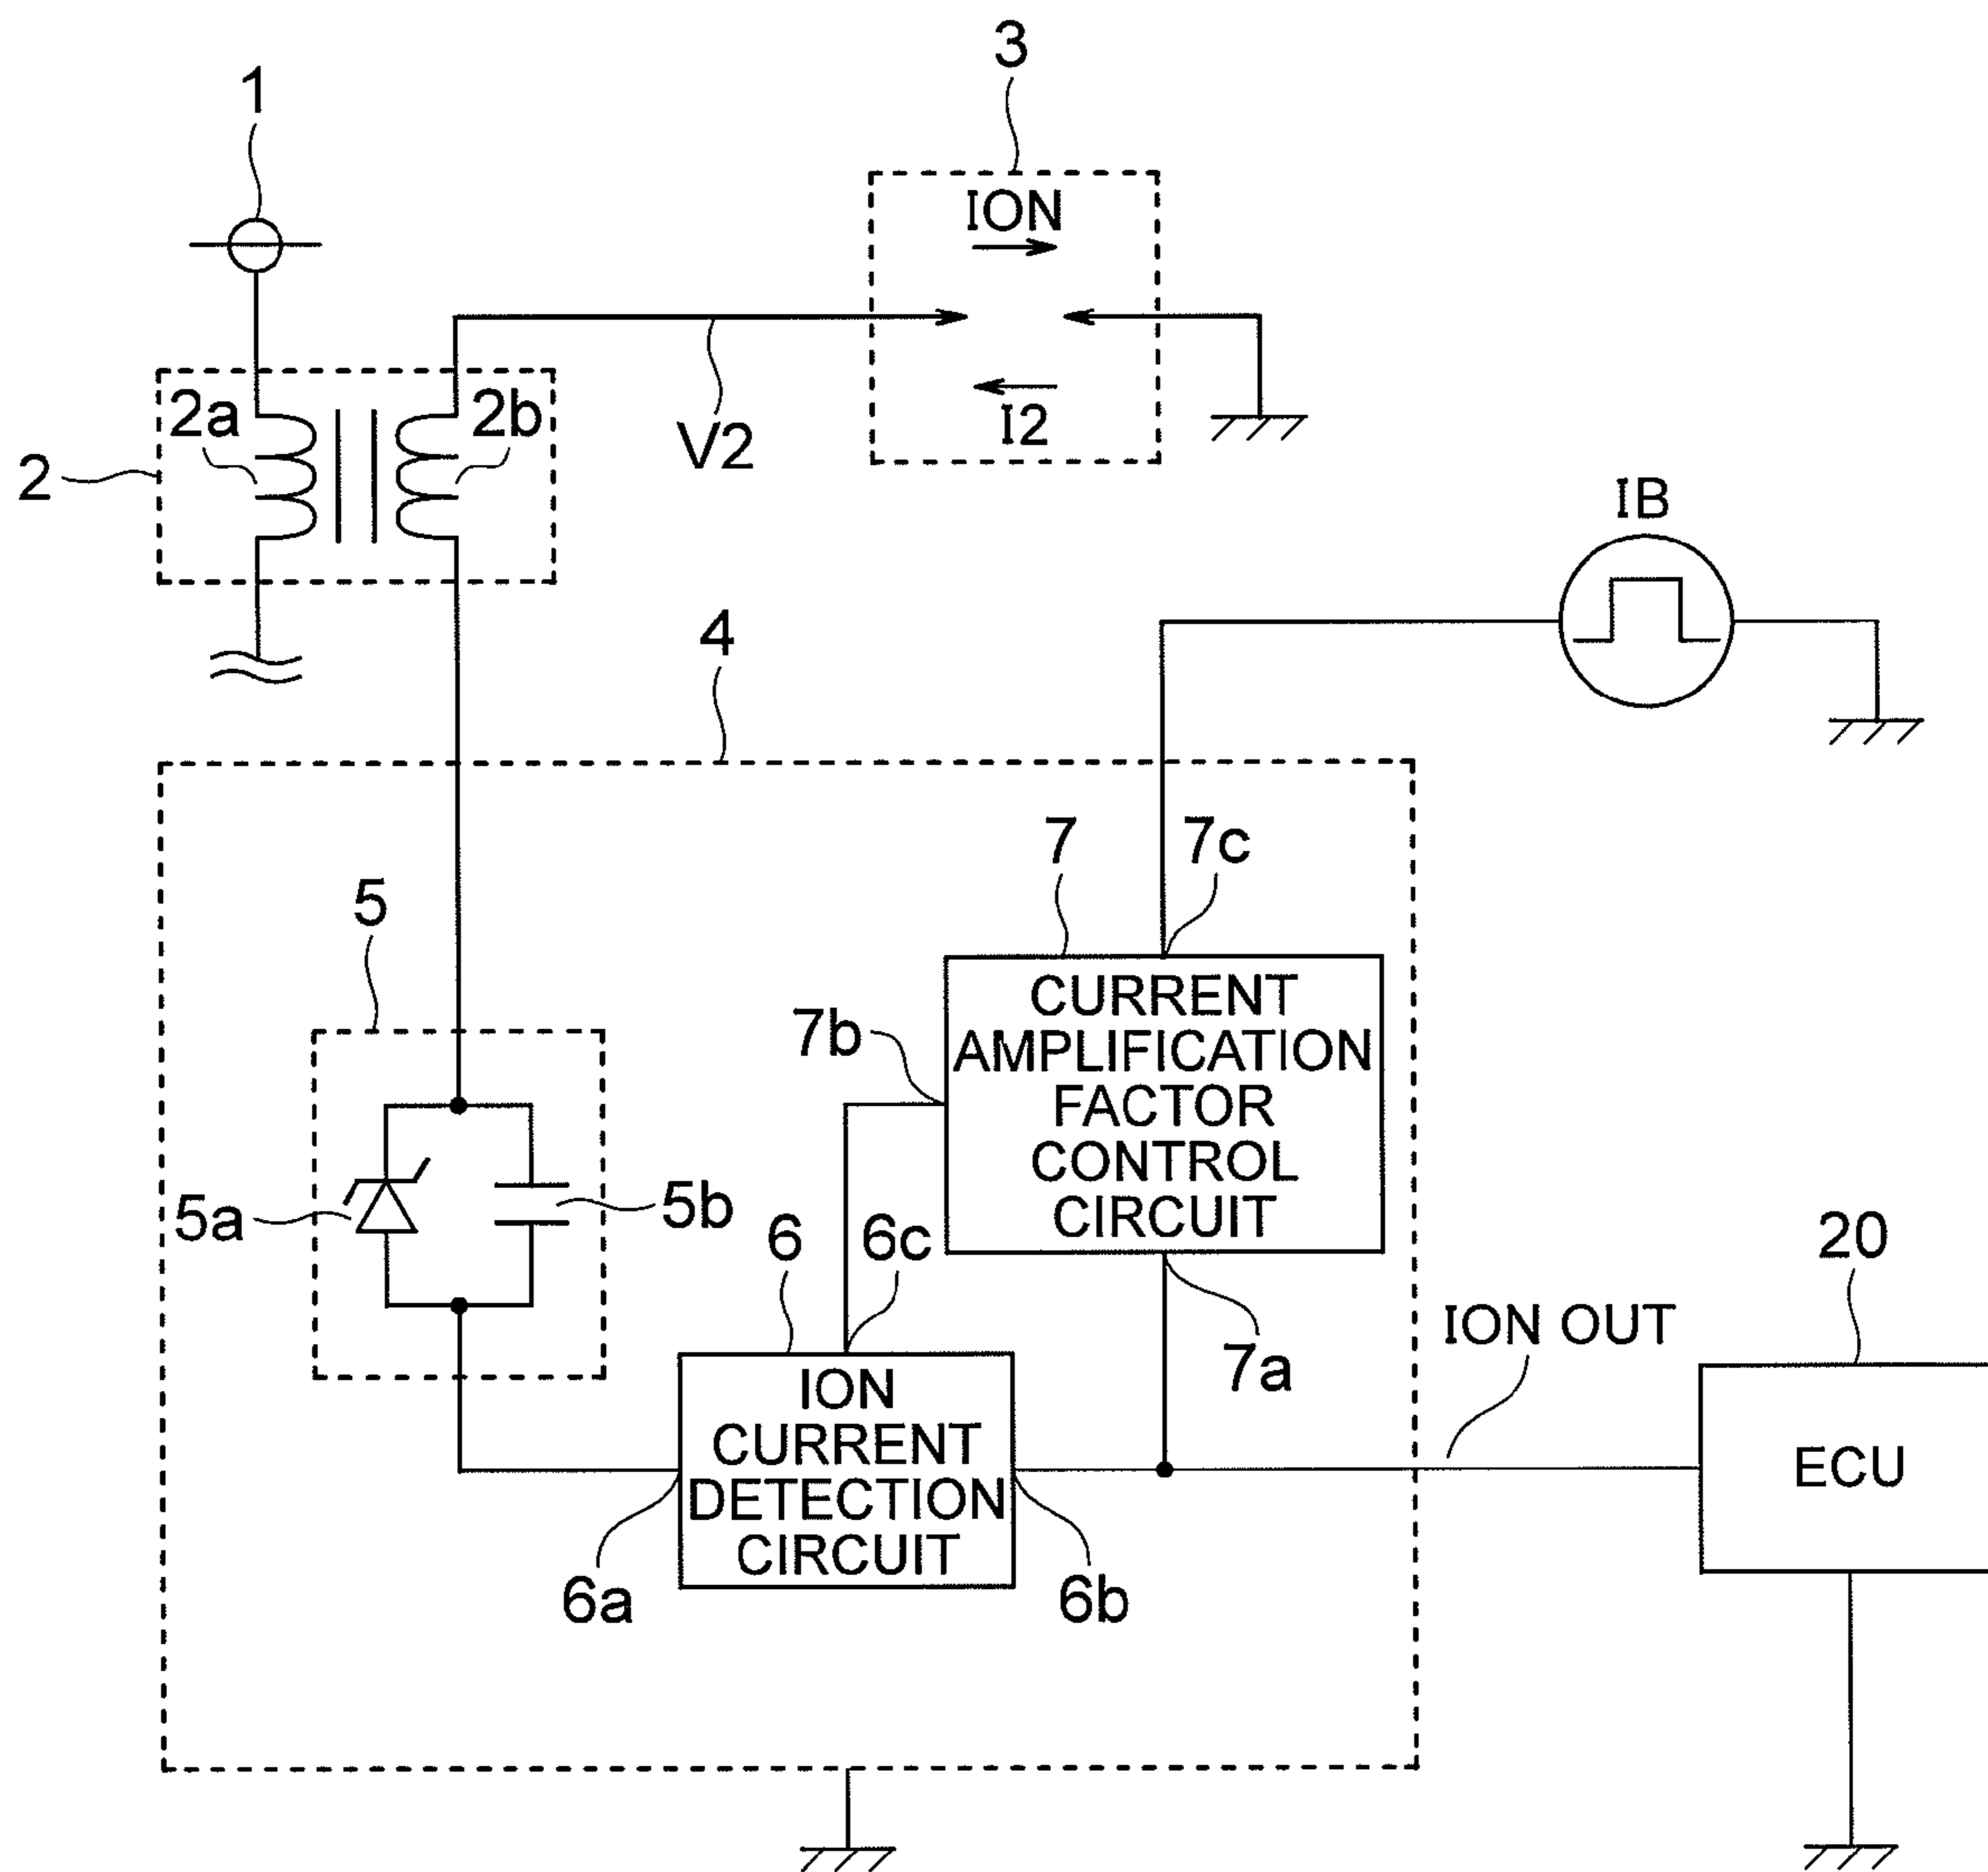 3
1
ION
2a
2b
2
V2
I2
IB
4
7
7c
5
CURRENT
AMPLIFICATION
FACTOR
CONTROL
CIRCUIT
7b
5a
5b
6
6c
20
ION OUT
7a
ION
CURRENT
DETECTION
CIRCUIT
ECU
6a
6b